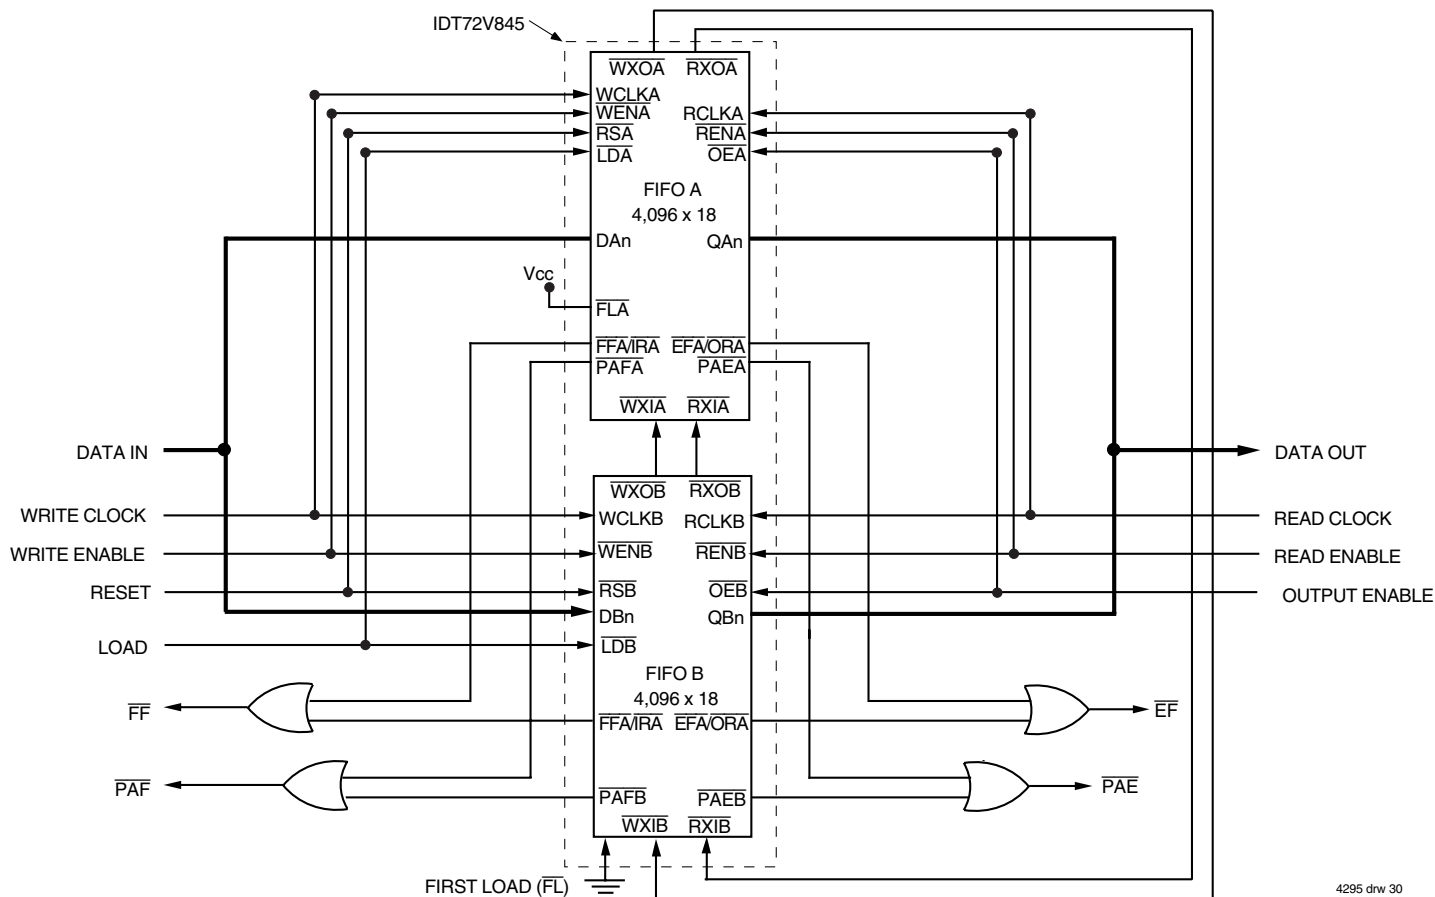 IDT72V845
WXOA RXOA
WCLKA
WENA RCLKA
RSA RENA
LDA OEA
FIFO A
4,096 x 18
DAn QAn
Vcc
FLA
FFA/IRA EFA/ORA
PAFA PAEA
WXIA RXIA
DATA IN DATA OUT
WXOB RXOB
WRITE CLOCK WCLKB RCLKB READ CLOCK
WRITE ENABLE WENB RENB READ ENABLE
RESET RSB OEB OUTPUT ENABLE
DBn QBn
LOAD LDB
FIFO B
4,096 x 18
FF FFA/IRA EFA/ORA EF
PAF PAFB PAEB PAE
WXIB RXIB
FIRST LOAD (FL)
4295 drw 30